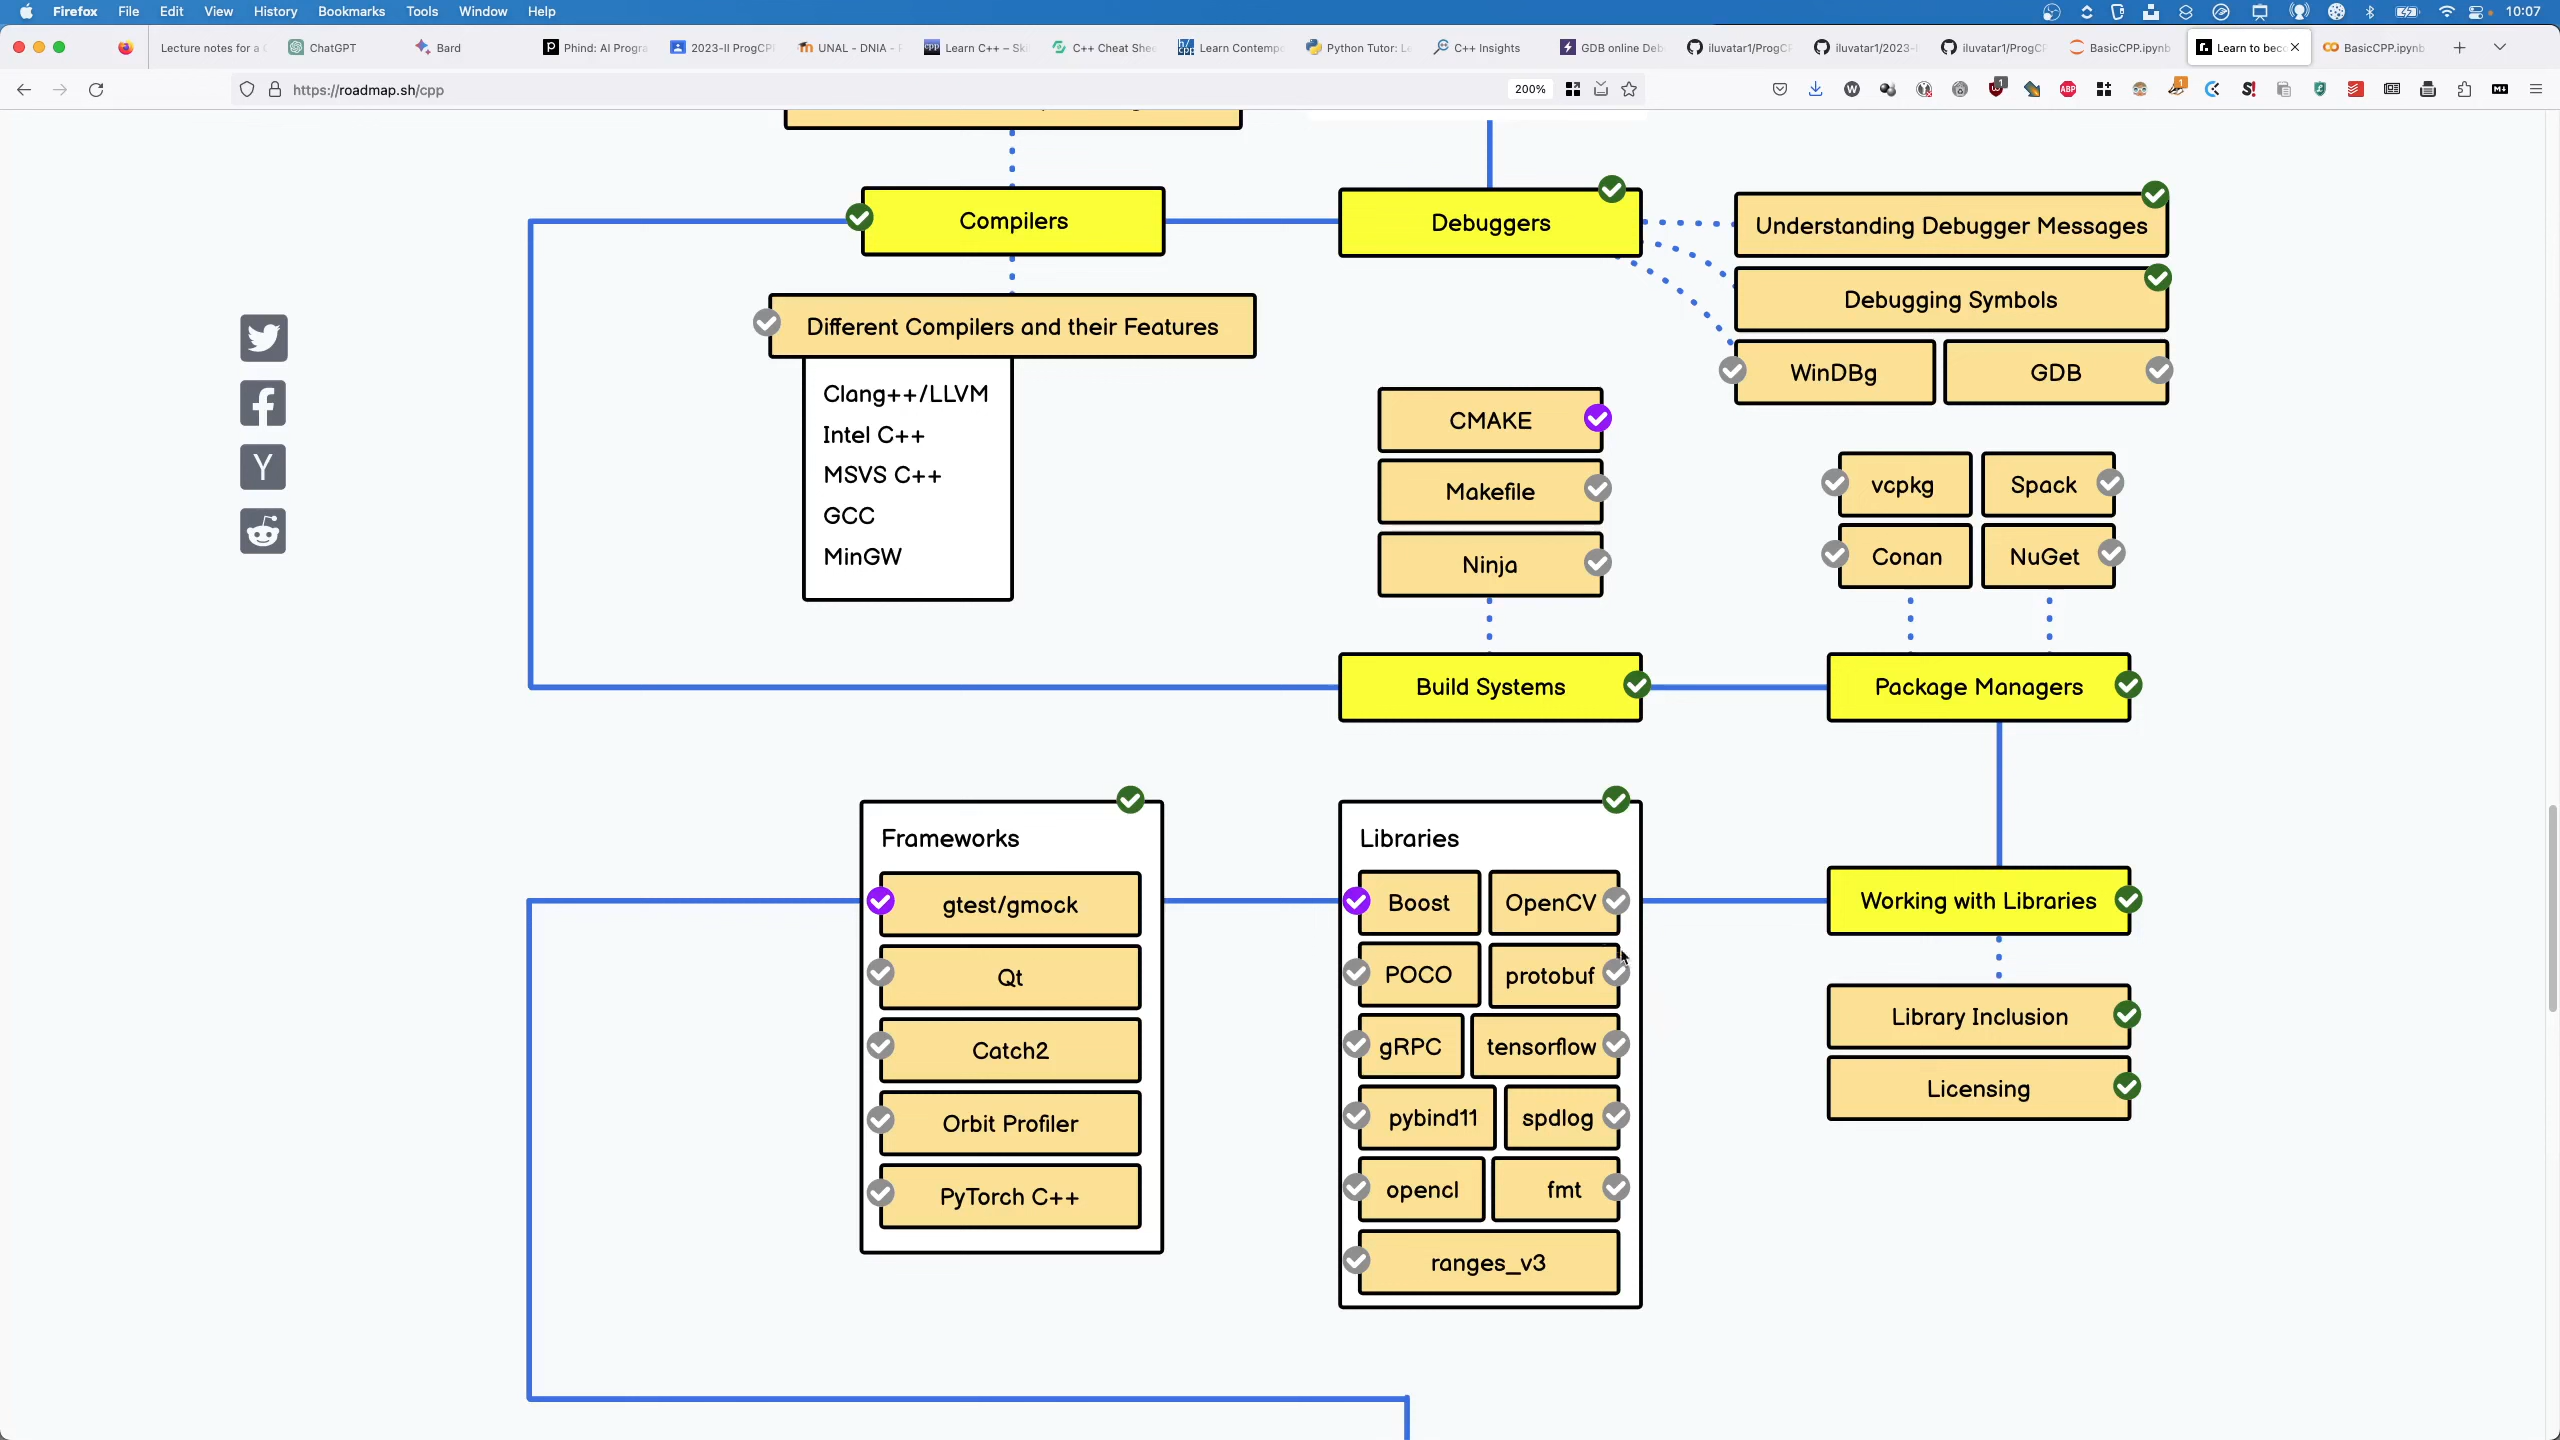 Firefox File Edit View History Bookmarks Tools Window Help 10:07
Lecture notes for a ChatGPT Bard Phind: AI Progra 2023-II ProgCP UNAL - DNIA - Learn C++ – Sk C++ Cheat She Learn Contemp Python Tutor: Le C++ Insights GDB online Deb iluvatar1/ProgC iluvatar1/2023- iluvatar1/ProgC BasicCPP.ipynb Learn to bec BasicCPP.ipynb
https://roadmap.sh/cpp 200%
Compilers
Debuggers
Understanding Debugger Messages
Debugging Symbols
WinDBg
GDB
Different Compilers and their Features
Clang++/LLVM
Intel C++
MSVS C++
GCC
MinGW
CMAKE
Makefile
Ninja
vcpkg
Spack
Conan
NuGet
Build Systems
Package Managers
Frameworks
gtest/gmock
Qt
Catch2
Orbit Profiler
PyTorch C++
Libraries
Boost
OpenCV
POCO
protobuf
gRPC
tensorflow
pybind11
spdlog
opencl
fmt
ranges_v3
Working with Libraries
Library Inclusion
Licensing